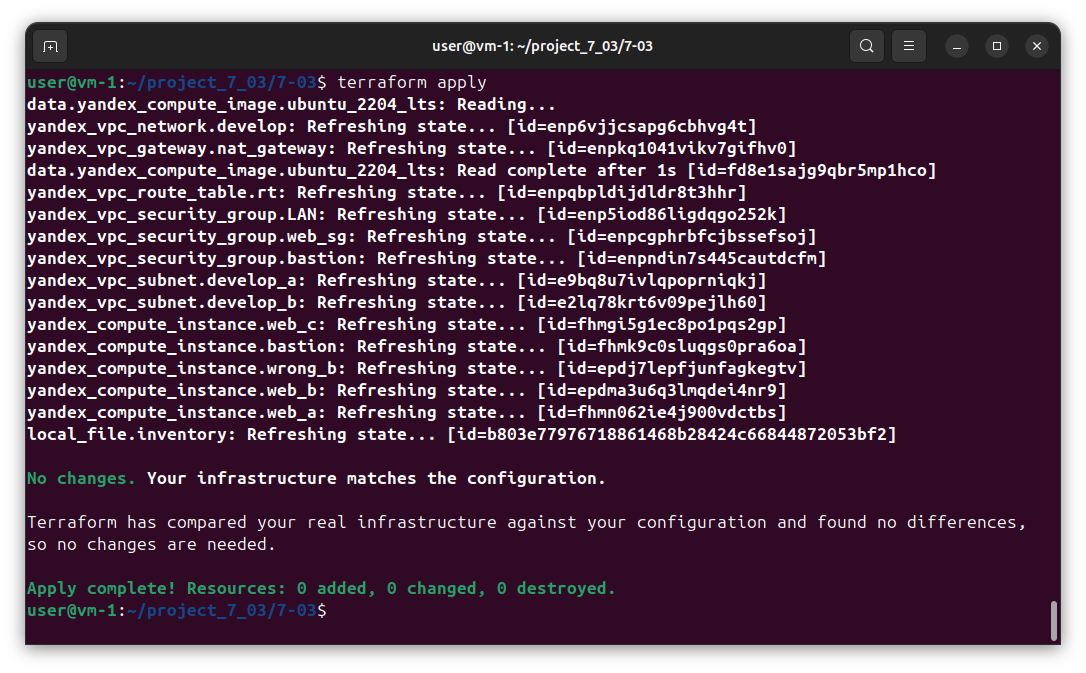 user@vm-1: ~/project_7_03/7-03
user@vm-1:~/project_7_03/7-03$ terraform apply
data.yandex_compute_image.ubuntu_2204_lts: Reading...
yandex_vpc_network.develop: Refreshing state... [id=enp6vjjcsapg6cbhvg4t]
yandex_vpc_gateway.nat_gateway: Refreshing state... [id=enpkq1041vikv7gifhv0]
data.yandex_compute_image.ubuntu_2204_lts: Read complete after 1s [id=fd8e1sajg9qbr5mp1hco]
yandex_vpc_route_table.rt: Refreshing state... [id=enpqbpldijdldr8t3hhr]
yandex_vpc_security_group.LAN: Refreshing state... [id=enp5iod86ligdqgo252k]
yandex_vpc_security_group.web_sg: Refreshing state... [id=enpcgphrbfcjbssefsoj]
yandex_vpc_security_group.bastion: Refreshing state... [id=enpndin7s445cautdcfm]
yandex_vpc_subnet.develop_a: Refreshing state... [id=e9bq8u7ivlqpoprniqkj]
yandex_vpc_subnet.develop_b: Refreshing state... [id=e2lq78krt6v09pejlh60]
yandex_compute_instance.web_c: Refreshing state... [id=fhmgi5g1ec8po1pqs2gp]
yandex_compute_instance.bastion: Refreshing state... [id=fhmk9c0sluqgs0pra6oa]
yandex_compute_instance.wrong_b: Refreshing state... [id=epdj7lepfjunfagkegtv]
yandex_compute_instance.web_b: Refreshing state... [id=epdma3u6q3lmqdei4nr9]
yandex_compute_instance.web_a: Refreshing state... [id=fhmn062ie4j900vdctbs]
local_file.inventory: Refreshing state... [id=b803e77976718861468b28424c66844872053bf2]
No changes. Your infrastructure matches the configuration.
Terraform has compared your real infrastructure against your configuration and found no differences,
so no changes are needed.
Apply complete! Resources: 0 added, 0 changed, 0 destroyed.
user@vm-1:~/project_7_03/7-03$